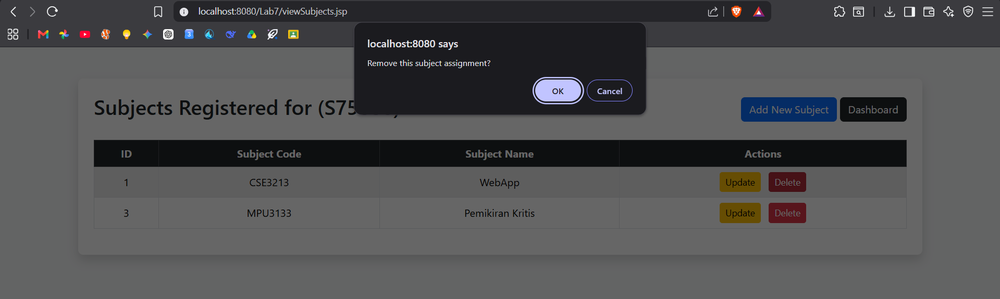 localhost:8080/Lab7/viewSubjects.jsp
3
localhost:8080 says
Remove this subject assignment?
OK
Cancel
Subjects Registered for
Add New Subject
Dashboard
ID Subject Code Subject Name Actions
1 CSE3213 WebApp Update Delete
3 MPU3133 Pemikiran Kritis Update Delete